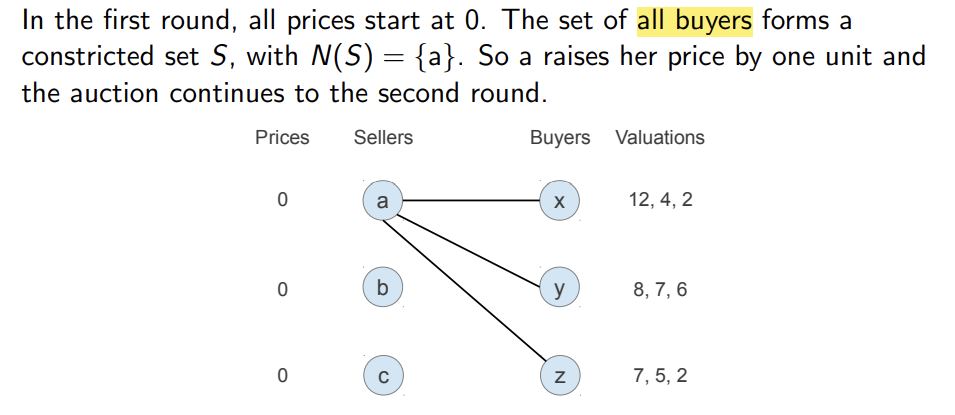 In the first round, all prices start at 0. The set of all buyers forms a
constricted set S, with N(S) = {a}. So a raises her price by one unit and
the auction continues to the second round.
Prices Sellers Buyers Valuations
0 a x 12, 4, 2
0 b y 8, 7, 6
0 c z 7, 5, 2